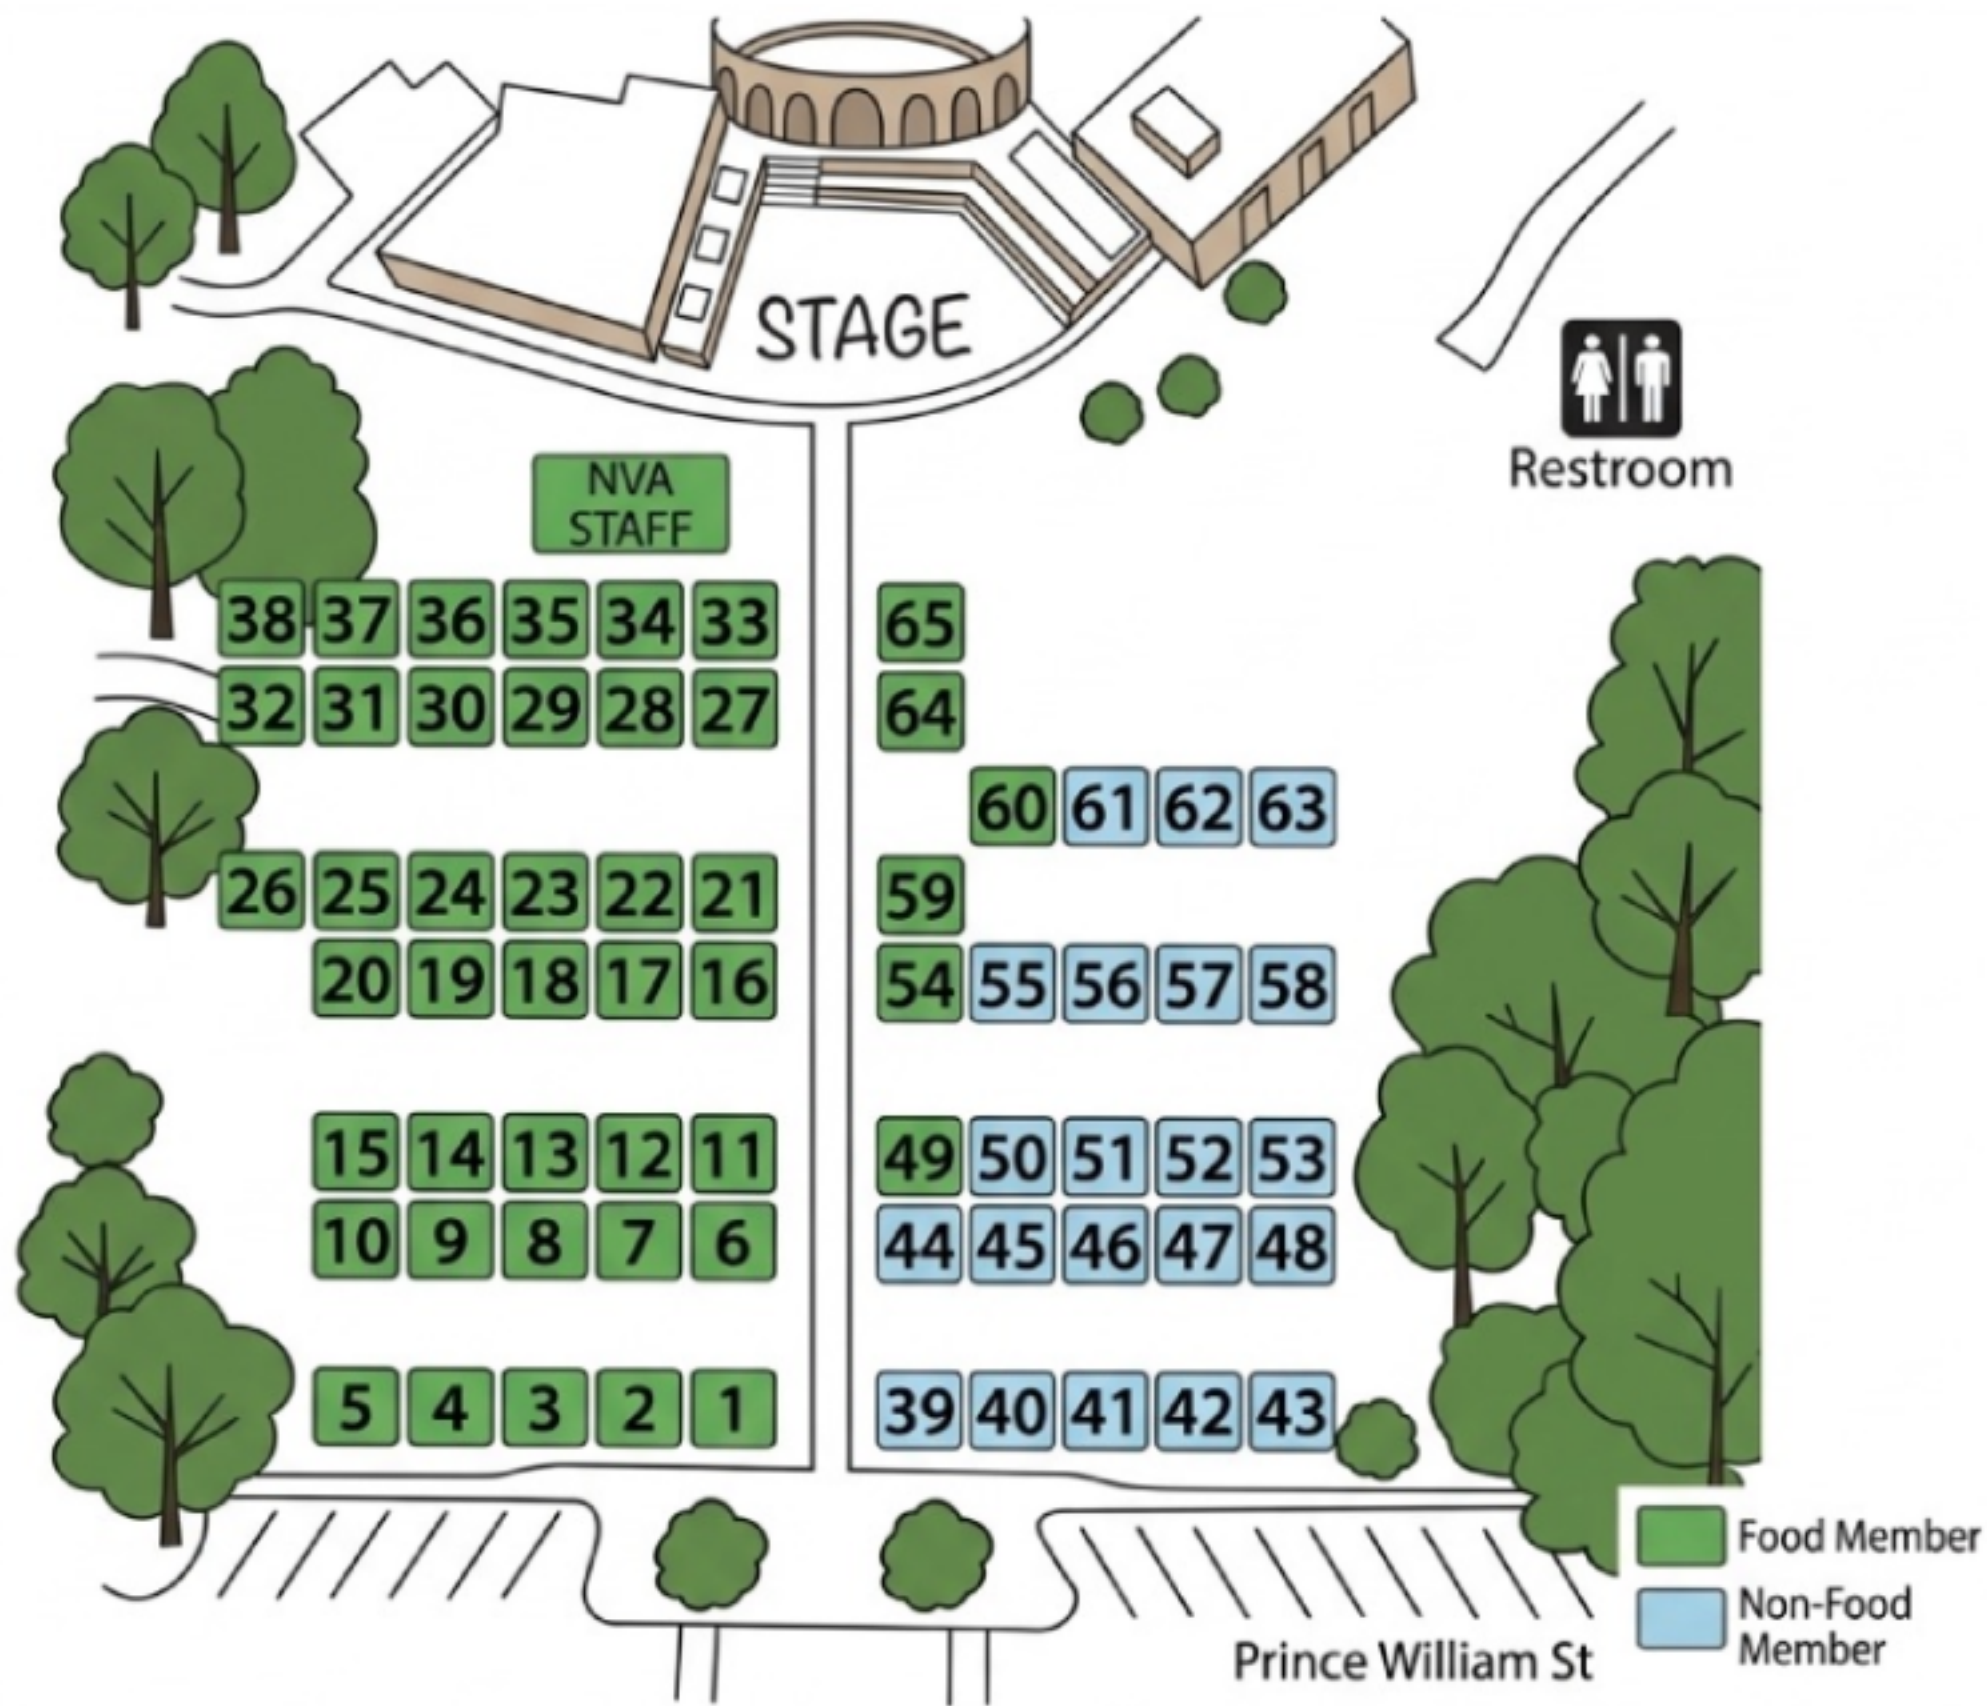 STAGE
Restroom
NVA
STAFF
38 37 36 35 34 33 65
32 31 30 29 28 27 64
60 61 62 63
26 25 24 23 22 21 59
20 19 18 17 16 54 55 56 57 58
15 14 13 12 11 49 50 51 52 53
10 9 8 7 6 44 45 46 47 48
5 4 3 2 1 39 40 41 42 43
Food Member
Non-Food
Member
Prince William St